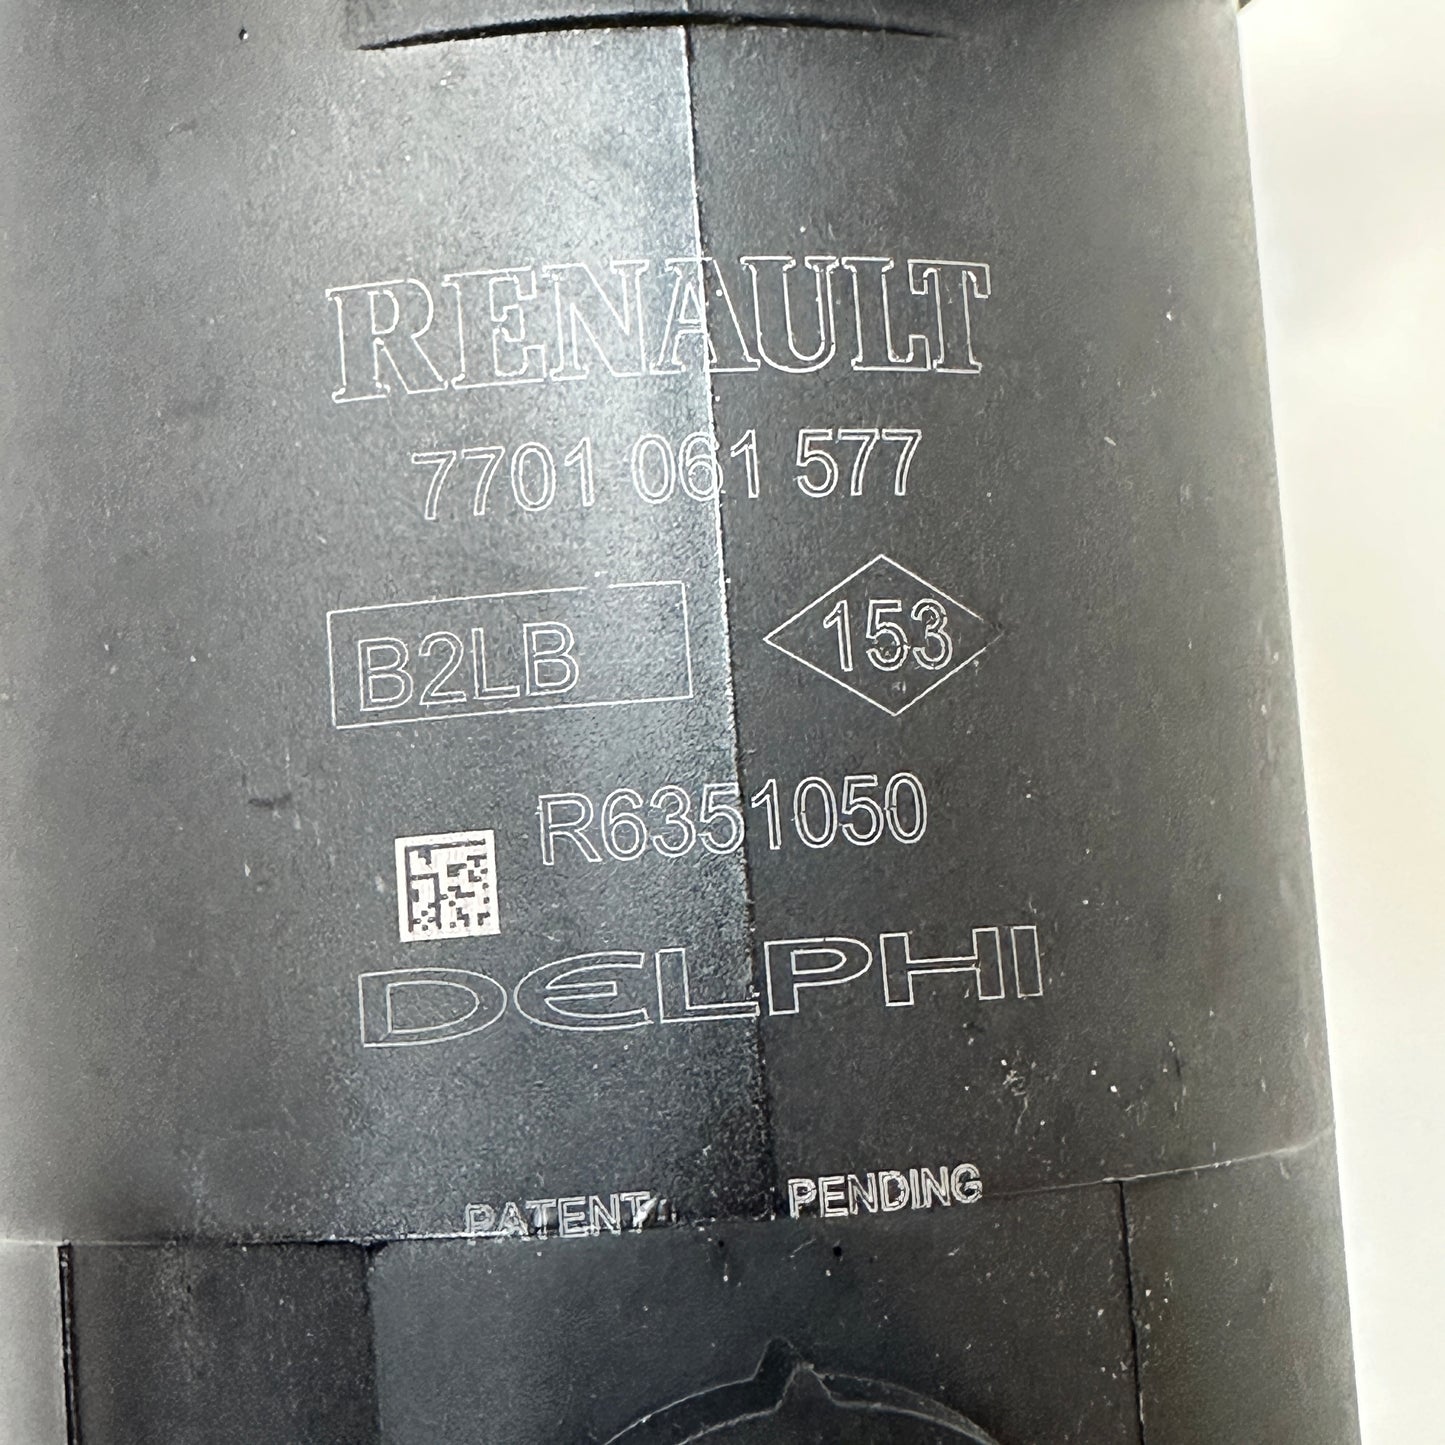 RENAULT
7701 061 577
B2LB 153
R6351050
DELPHI
PATENT PENDING